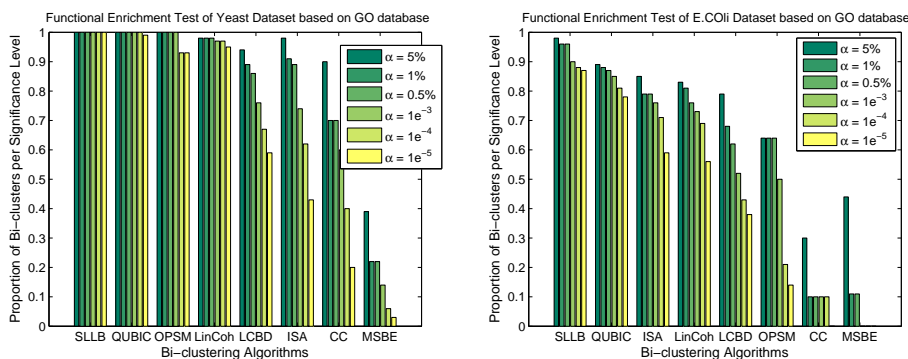 Functional Enrichment Test of Yeast Dataset based on GO database
Proportion of Bi−clusters per Significance Level
1
0.9
0.8
0.7
0.6
0.5
0.4
0.3
0.2
0.1
0
α = 5%
α = 1%
α = 0.5%
α = 1e⁻³
α = 1e⁻⁴
α = 1e⁻⁵
SLLB QUBIC OPSM LinCoh LCBD ISA CC MSBE
Bi−clustering Algorithms
Functional Enrichment Test of E.COli Dataset based on GO database
Proportion of Bi−clusters per Significance Level
1
0.9
0.8
0.7
0.6
0.5
0.4
0.3
0.2
0.1
0
α = 5%
α = 1%
α = 0.5%
α = 1e⁻³
α = 1e⁻⁴
α = 1e⁻⁵
SLLB QUBIC ISA LinCoh LCBD OPSM CC MSBE
Bi−clustering Algorithms